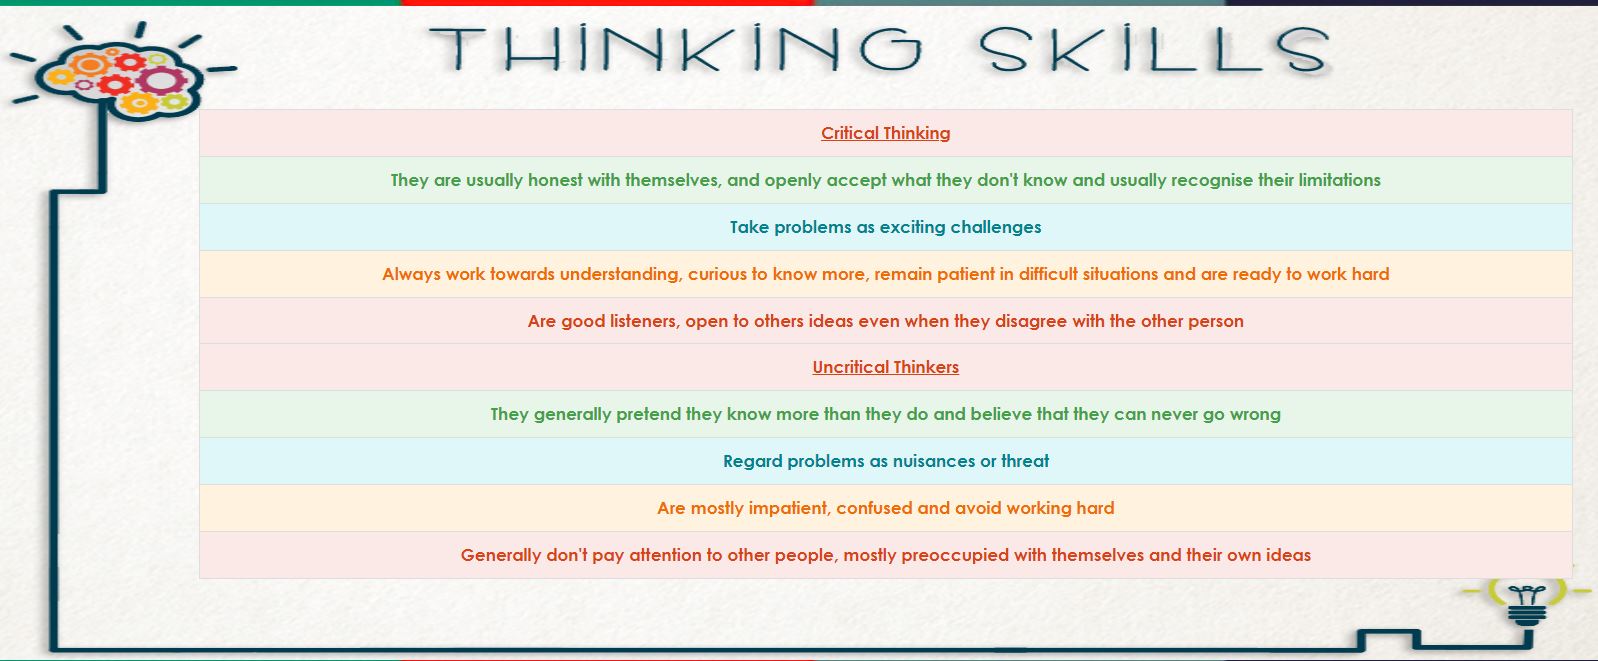 THINKING SKILLS
Critical Thinking
They are usually honest with themselves, and openly accept what they don't know and usually recognise their limitations
Take problems as exciting challenges
Always work towards understanding, curious to know more, remain patient in difficult situations and are ready to work hard
Are good listeners, open to others ideas even when they disagree with the other person
Uncritical Thinkers
They generally pretend they know more than they do and believe that they can never go wrong
Regard problems as nuisances or threat
Are mostly impatient, confused and avoid working hard
Generally don't pay attention to other people, mostly preoccupied with themselves and their own ideas